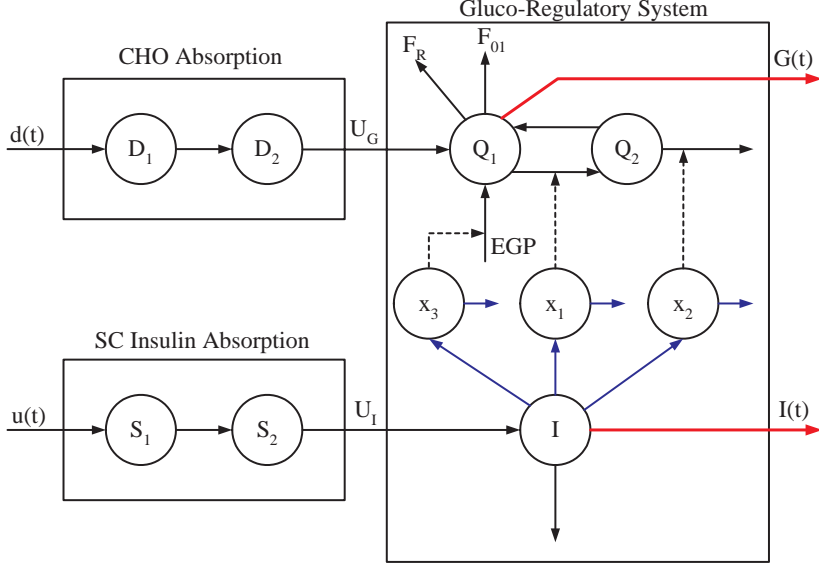 Gluco-Regulatory System
CHO Absorption
F_R
F_01
G(t)
d(t)
D_1
D_2
U_G
Q_1
Q_2
EGP
x_3
x_1
x_2
SC Insulin Absorption
u(t)
S_1
S_2
U_I
I
I(t)